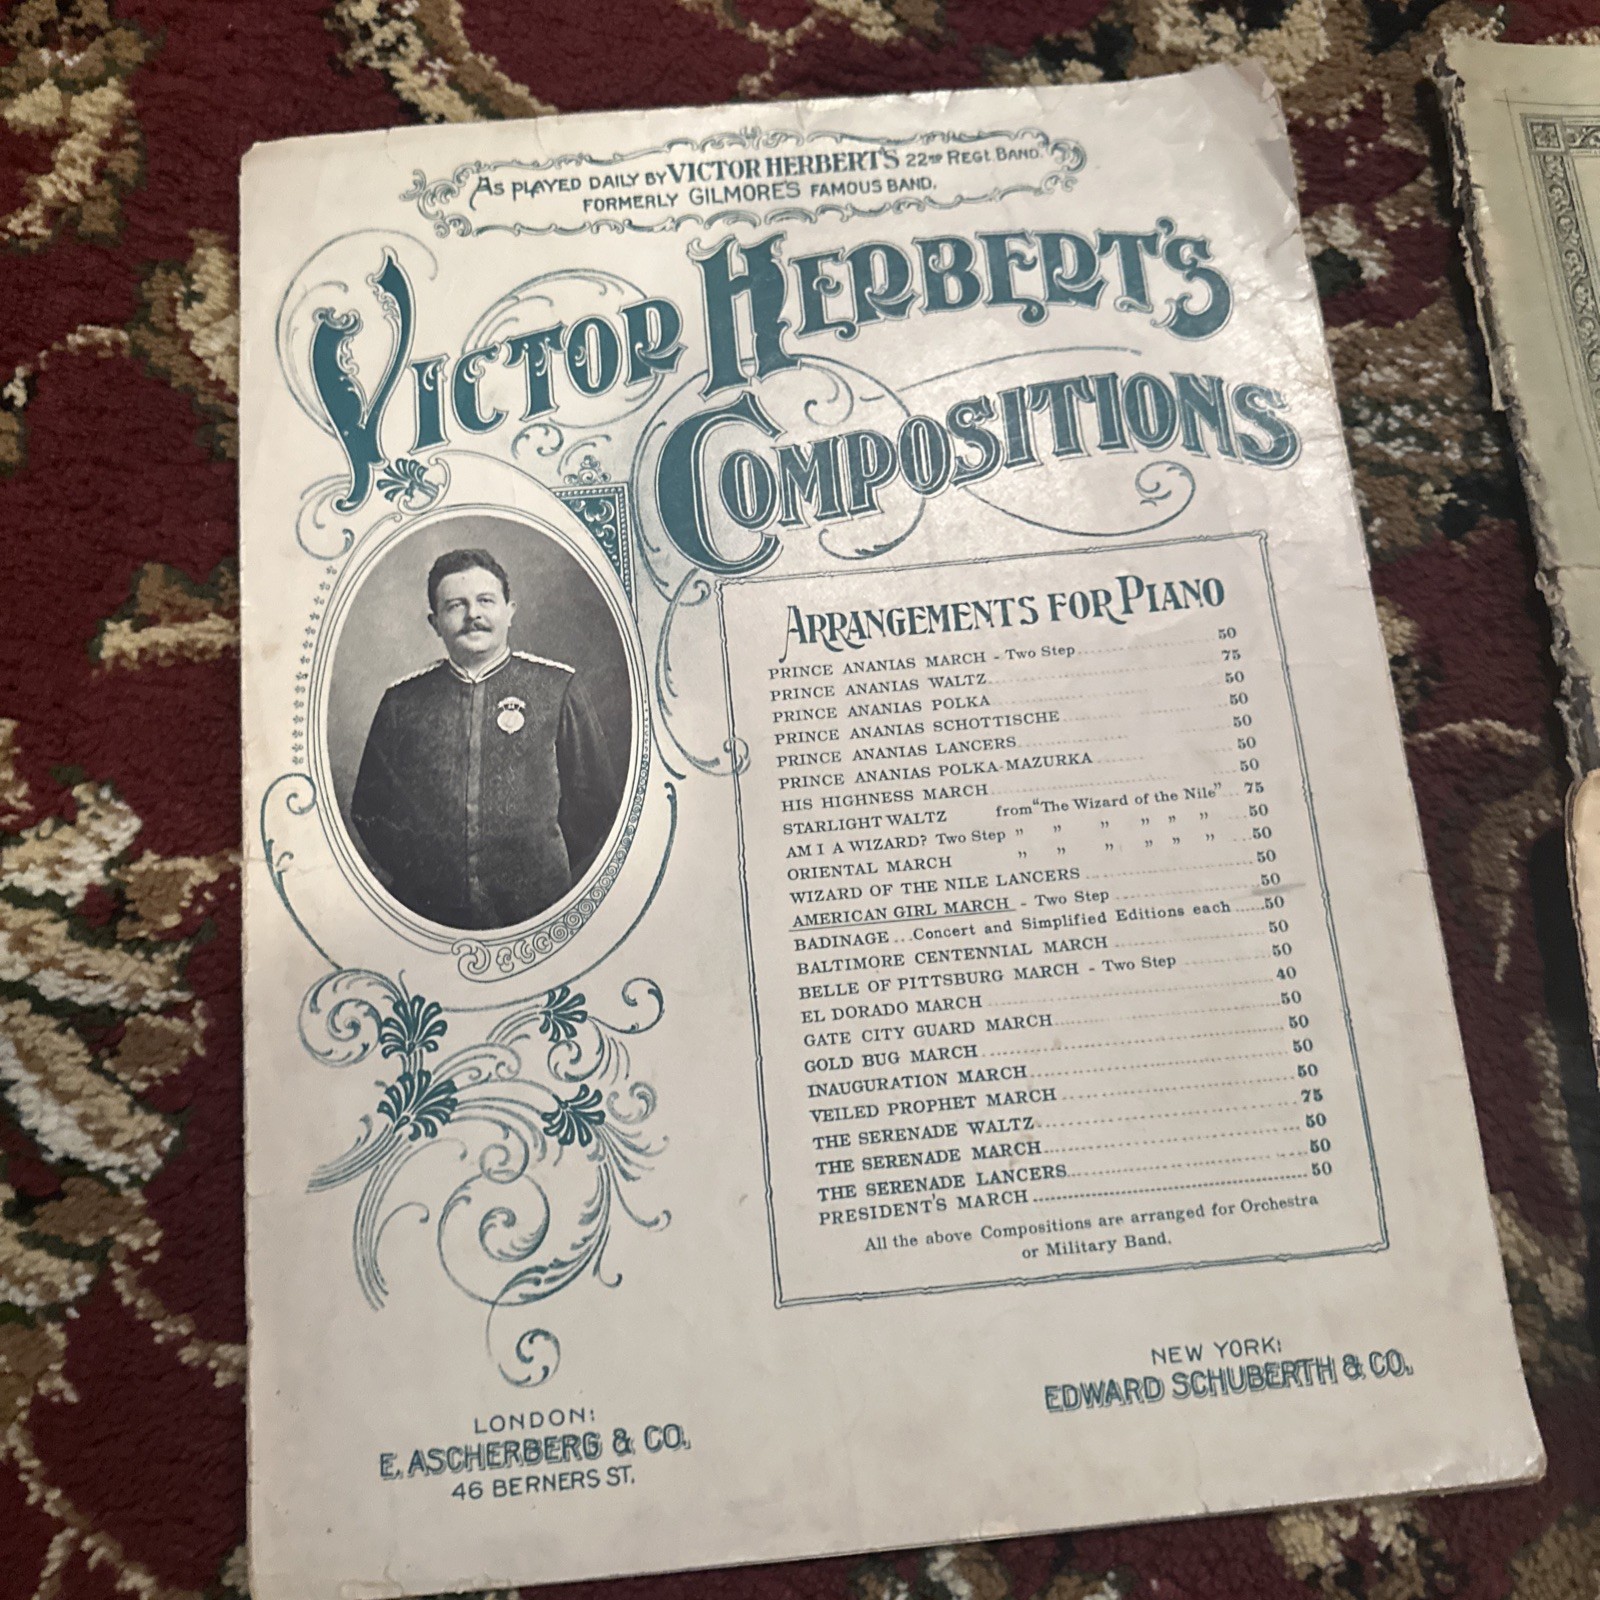 As played daily by Victor Herbert's 22nd Regt. Band.
formerly Gilmore's famous band.
Victor Herbert's
Compositions
Arrangements for Piano
PRINCE ANANIAS MARCH - Two Step 50
PRINCE ANANIAS WALTZ 75
PRINCE ANANIAS POLKA 50
PRINCE ANANIAS SCHOTTISCHE 50
PRINCE ANANIAS LANCERS 50
PRINCE ANANIAS POLKA-MAZURKA 50
HIS HIGHNESS MARCH 50
STARLIGHT WALTZ from "The Wizard of the Nile" 75
AM I A WIZARD? Two Step " " " " " " 50
ORIENTAL MARCH " " " " " " 50
WIZARD OF THE NILE LANCERS 50
AMERICAN GIRL MARCH - Two Step 50
BADINAGE...Concert and Simplified Editions each 50
BALTIMORE CENTENNIAL MARCH 50
BELLE OF PITTSBURG MARCH - Two Step 50
EL DORADO MARCH 40
GATE CITY GUARD MARCH 50
GOLD BUG MARCH 50
INAUGURATION MARCH 50
VEILED PROPHET MARCH 50
THE SERENADE WALTZ 75
THE SERENADE MARCH 50
THE SERENADE LANCERS 50
PRESIDENT'S MARCH 50
All the above Compositions are arranged for Orchestra
or Military Band.
NEW YORK:
EDWARD SCHUBERTH & CO.
LONDON:
E. ASCHERBERG & CO.
46 BERNERS ST.